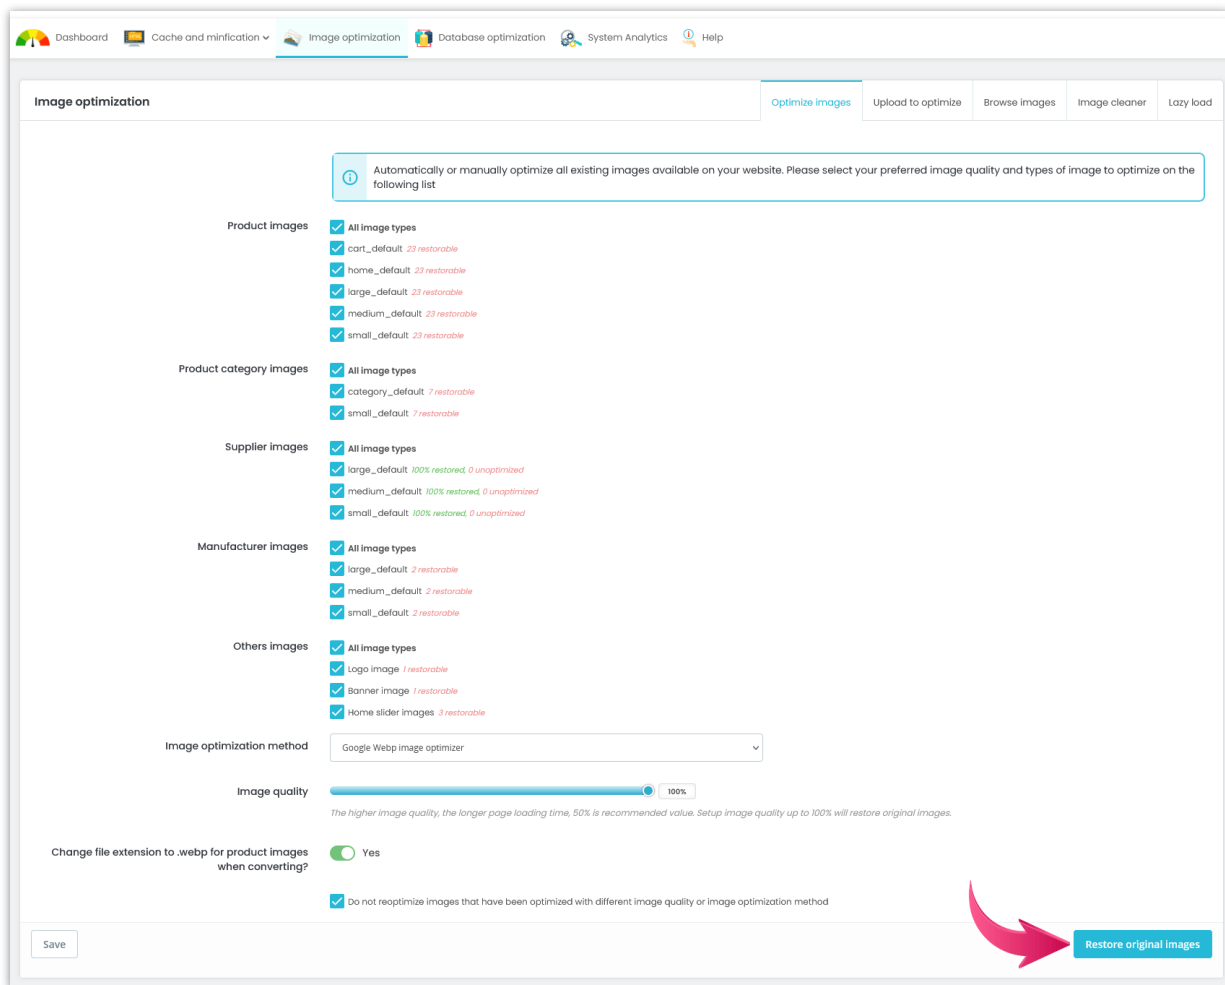 Dashboard
Cache and minfication
Image optimization
Database optimization
System Analytics
Help
Image optimization
Optimize images
Upload to optimize
Browse images
Image cleaner
Lazy load
Automatically or manually optimize all existing images available on your website. Please select your preferred image quality and types of image to optimize on the
following list
Product images
All image types
cart_default 23 restorable
home_default 23 restorable
large_default 23 restorable
medium_default 23 restorable
small_default 23 restorable
Product category images
All image types
category_default 7 restorable
small_default 7 restorable
Supplier images
All image types
large_default 100% restored, 0 unoptimized
medium_default 100% restored, 0 unoptimized
small_default 100% restored, 0 unoptimized
Manufacturer images
All image types
large_default 2 restorable
medium_default 2 restorable
small_default 2 restorable
Others images
All image types
Logo image 1 restorable
Banner image 1 restorable
Home slider images 3 restorable
Image optimization method
Google Webp image optimizer
Image quality
100%
The higher image quality, the longer page loading time, 50% is recommended value. Setup image quality up to 100% will restore original images.
Change file extension to .webp for product images
when converting?
Yes
Do not reoptimize images that have been optimized with different image quality or image optimization method
Save
Restore original images